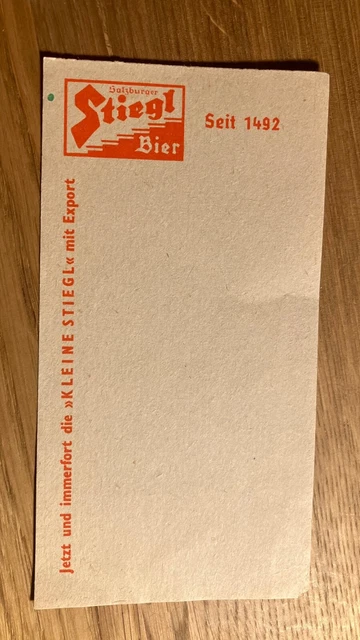 Salzburger
Stiegl
Bier
Seit 1492
Jetzt und immerfort die »KLEINE STIEGL« mit Export